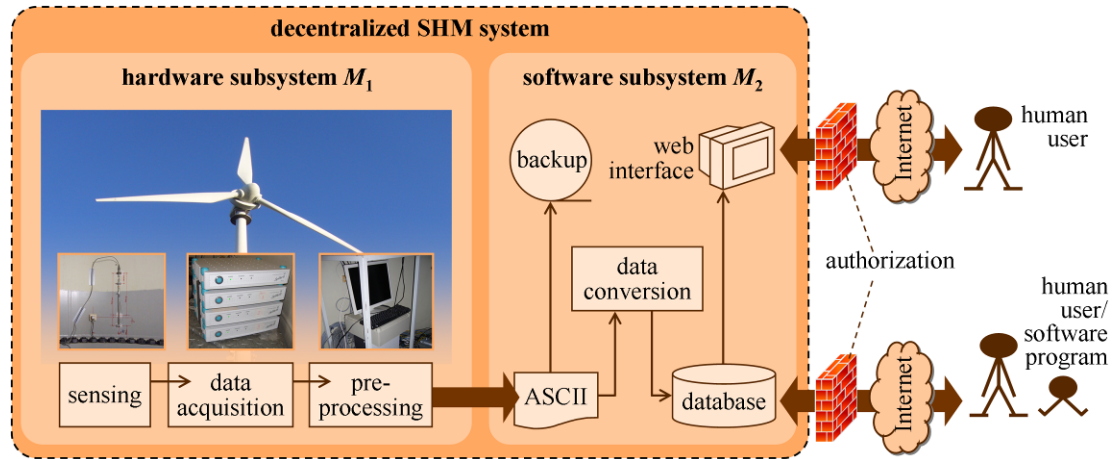 decentralized SHM system
hardware subsystem M1
software subsystem M2
backup
web
interface
Internet
human
user
authorization
data
conversion
human
user/
software
program
sensing
data
acquisition
pre-
processing
ASCII
database
Internet